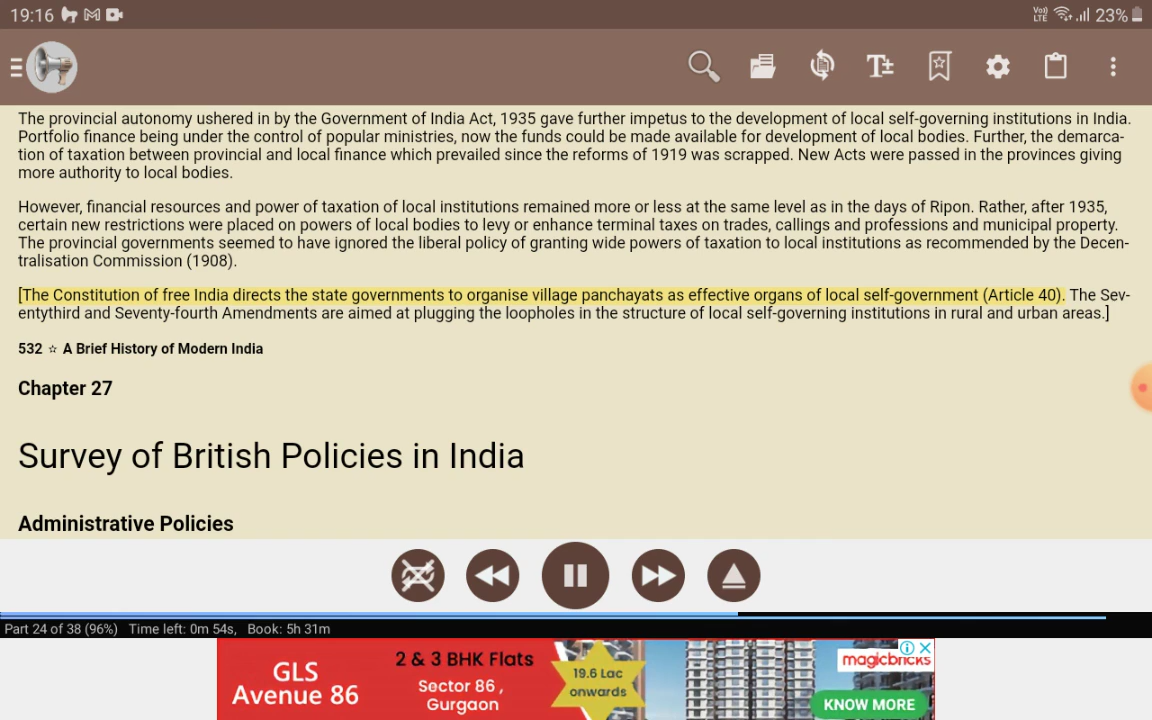 19:16
Vo)) LTE 23%
The provincial autonomy ushered in by the Government of India Act, 1935 gave further impetus to the development of local self-governing institutions in India.
Portfolio finance being under the control of popular ministries, now the funds could be made available for development of local bodies. Further, the demarca-
tion of taxation between provincial and local finance which prevailed since the reforms of 1919 was scrapped. New Acts were passed in the provinces giving
more authority to local bodies.
However, financial resources and power of taxation of local institutions remained more or less at the same level as in the days of Ripon. Rather, after 1935,
certain new restrictions were placed on powers of local bodies to levy or enhance terminal taxes on trades, callings and professions and municipal property.
The provincial governments seemed to have ignored the liberal policy of granting wide powers of taxation to local institutions as recommended by the Decen-
tralisation Commission (1908).
[The Constitution of free India directs the state governments to organise village panchayats as effective organs of local self-government (Article 40). The Sev-
entythird and Seventy-fourth Amendments are aimed at plugging the loopholes in the structure of local self-governing institutions in rural and urban areas.]
532 ☆ A Brief History of Modern India
Chapter 27
Survey of British Policies in India
Administrative Policies
Part 24 of 38 (96%) Time left: 0m 54s, Book: 5h 31m
GLS
Avenue 86
2 & 3 BHK Flats
Sector 86 ,
Gurgaon
19.6 Lac
onwards
magicbricks
KNOW MORE